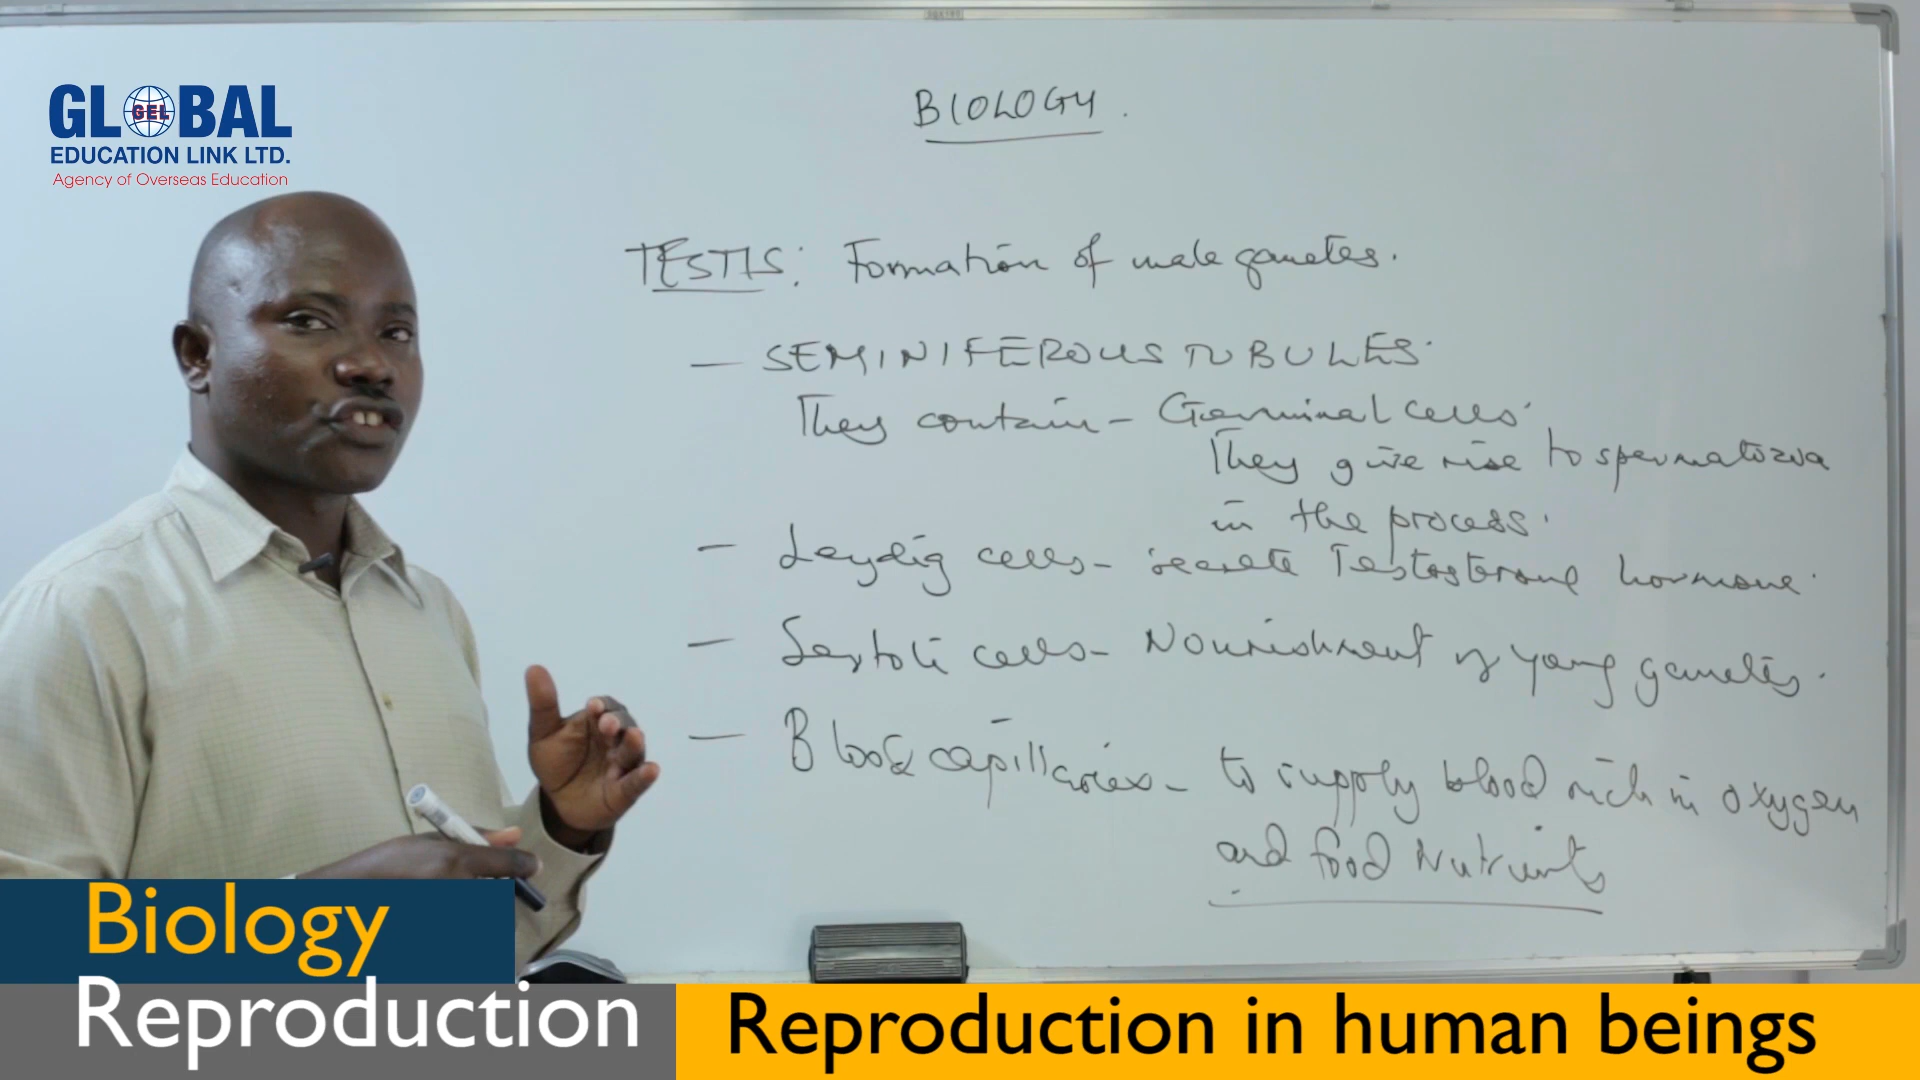 GLOBAL
GEL
EDUCATION LINK LTD.
Agency of Overseas Education
BIOLOGY.
TESTIS: Formation of male gametes.
— SEMINIFEROUS TUBULES.
They contain - Germinal cells.
They give rise to spermatozoa
in the process.
- Leydig cells - secrete Testosterone hormone.
- Sertoli cells - Nourishment of young gametes.
- Blood capillaries - to supply blood rich in oxygen
and food Nutrients
Biology
Reproduction
Reproduction in human beings